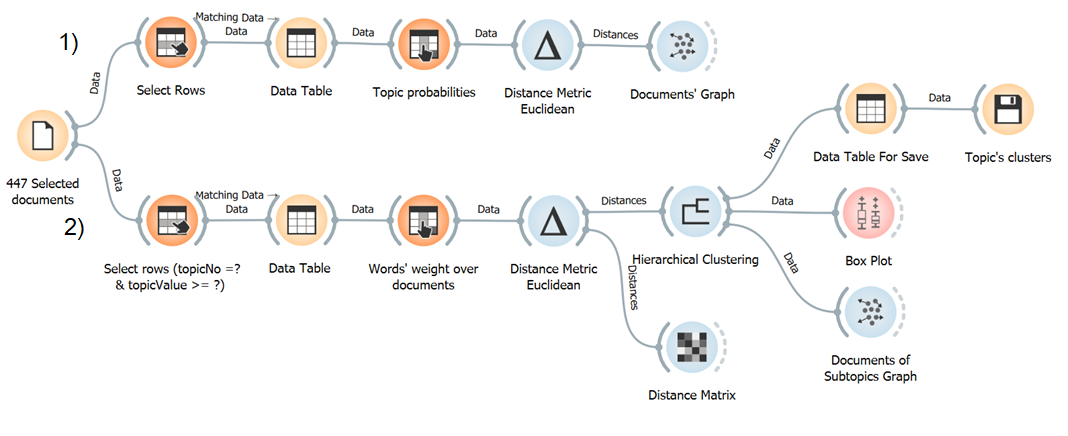 1)
Matching Data → Data
Data
Data
Distances
Data
Select Rows
Data Table
Topic probabilities
Distance Metric
Euclidean
Documents' Graph
Data
Data
Data Table For Save
Topic's clusters
447 Selected
documents
Data
2)
Matching Data → Data
Data
Data
Distances
Data
Select rows (topicNo =?
& topicValue >= ?)
Data Table
Words' weight over
documents
Distance Metric
Euclidean
Hierarchical Clustering
Box Plot
Distances
Data
Distance Matrix
Documents of
Subtopics Graph